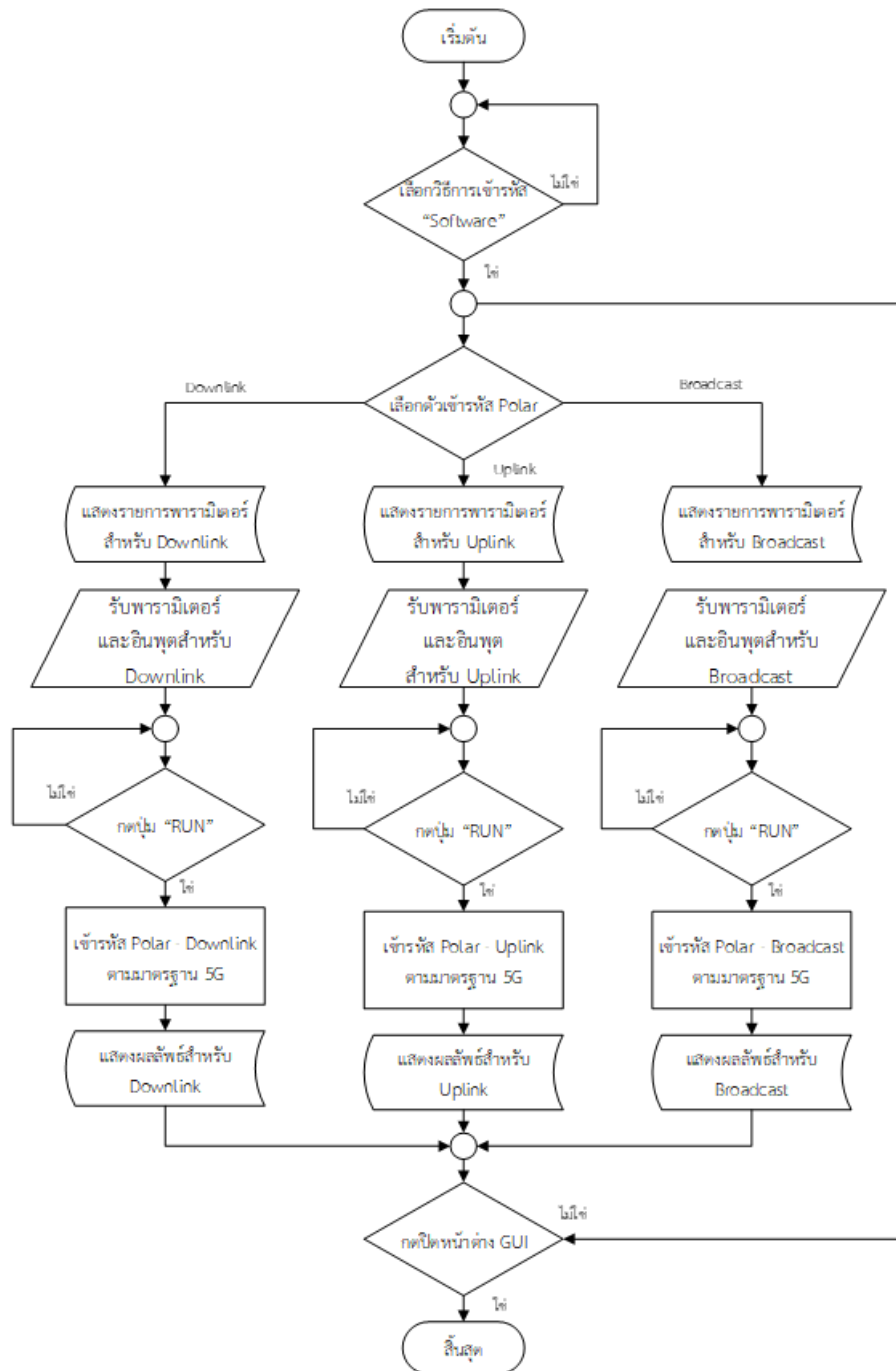 เริ่มต้น
เลือกวิธีการเข้ารหัส
“Software”
ไม่ใช่
ใช่
Downlink
เลือกตัวเข้ารหัส Polar
Broadcast
Uplink
แสดงรายการพารามิเตอร์
สำหรับ Downlink
แสดงรายการพารามิเตอร์
สำหรับ Uplink
แสดงรายการพารามิเตอร์
สำหรับ Broadcast
รับพารามิเตอร์
และอินพุตสำหรับ
Downlink
รับพารามิเตอร์
และอินพุต
สำหรับ Uplink
รับพารามิเตอร์
และอินพุตสำหรับ
Broadcast
ไม่ใช่
กดปุ่ม “RUN”
ใช่
ไม่ใช่
กดปุ่ม “RUN”
ใช่
ไม่ใช่
กดปุ่ม “RUN”
ใช่
เข้ารหัส Polar - Downlink
ตามมาตรฐาน 5G
เข้ารหัส Polar - Uplink
ตามมาตรฐาน 5G
เข้ารหัส Polar - Broadcast
ตามมาตรฐาน 5G
แสดงผลลัพธ์สำหรับ
Downlink
แสดงผลลัพธ์สำหรับ
Uplink
แสดงผลลัพธ์สำหรับ
Broadcast
ไม่ใช่
กดปิดหน้าต่าง GUI
ใช่
สิ้นสุด